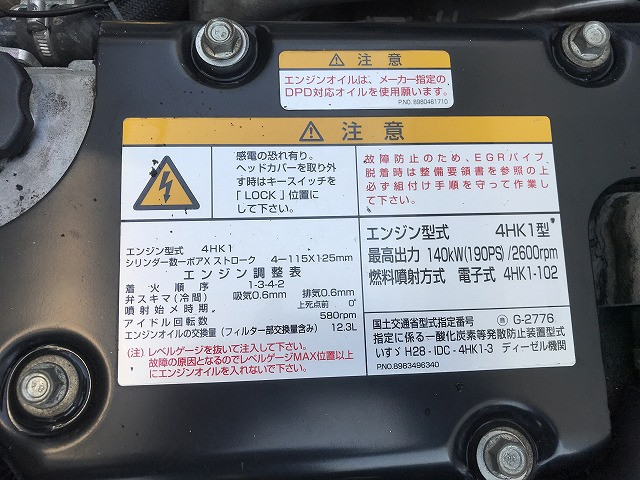 ⚠ 注意
エンジンオイルは、メーカー指定の
DPD対応オイルを使用願います。
P.NO. 8980461710
⚠ 注意
感電の恐れ有り。
ヘッドカバーを取り外
す時はキースイッチを
「LOCK」位置に
して下さい。
故障防止のため、EGRパイプ
脱着時は整備要領書を参照の上
必ず組付け手順を守って作業し
て下さい。
エンジン型式 4HK1
シリンダー数ーボアXストローク 4ー115X125mm
エンジン調整表
着火順序 1-3-4-2
弁スキマ(冷間) 吸気0.6mm 排気0.6mm
噴射始メ時期 上死点前 0°
アイドル回転数 580rpm
エンジンオイルの交換量(フィルター部交換量含み) 12.3L
(注)レベルゲージを抜いて注入して下さい。
故障の原因となるのでレベルゲージMAX位置以上
にエンジンオイルを入れないで下さい。
エンジン型式 4HK1型
最高出力 140kW(190PS)/2600rpm
燃料噴射方式 電子式 4HK1-102
国土交通省型式指定番号 G-2776
指定に係る一酸化炭素等発散防止装置型式
いすゞ H28-IDC-4HK1-3 ディーゼル機関
P.NO. 8983496340